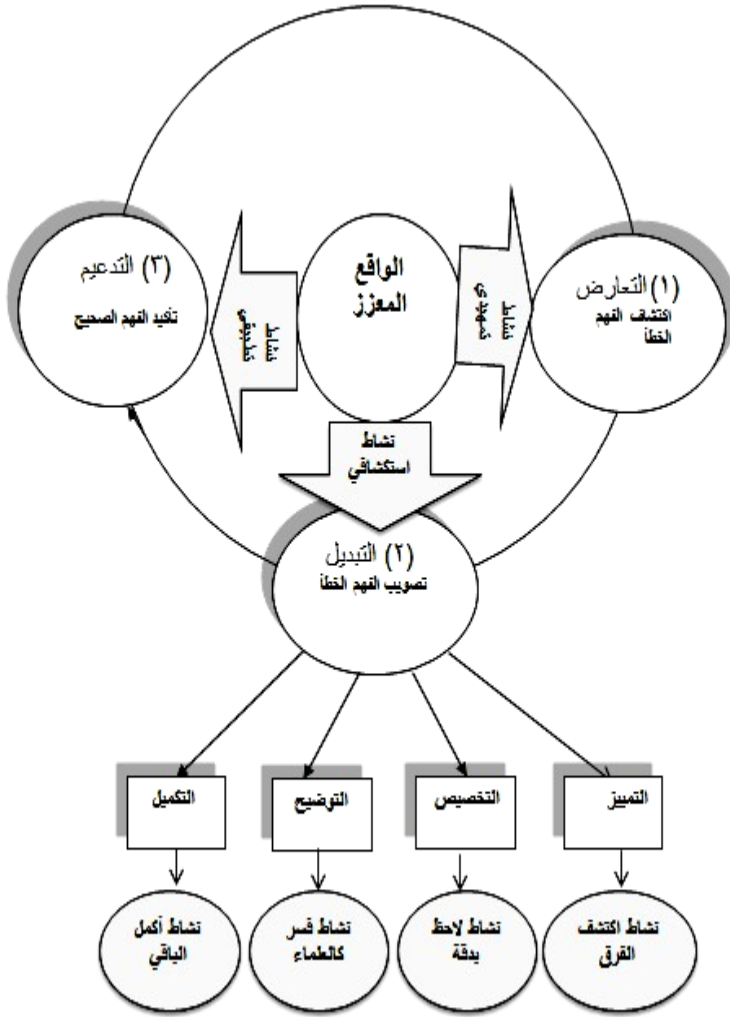 الواقع
المعزز
(١) التعارض
اكتشاف الفهم
الخطأ
نشاط
تمهيدي
(٣) التدعيم
تأكيد الفهم الصحيح
نشاط
تطبيقي
نشاط
استكشافي
(٢) التبديل
تصويب الفهم الخطأ
التمييز
التخصيص
التوضيح
التكميل
نشاط اكتشف
الفرق
نشاط لاحظ
بدقة
نشاط فسر
كالعلماء
نشاط أكمل
الباقي